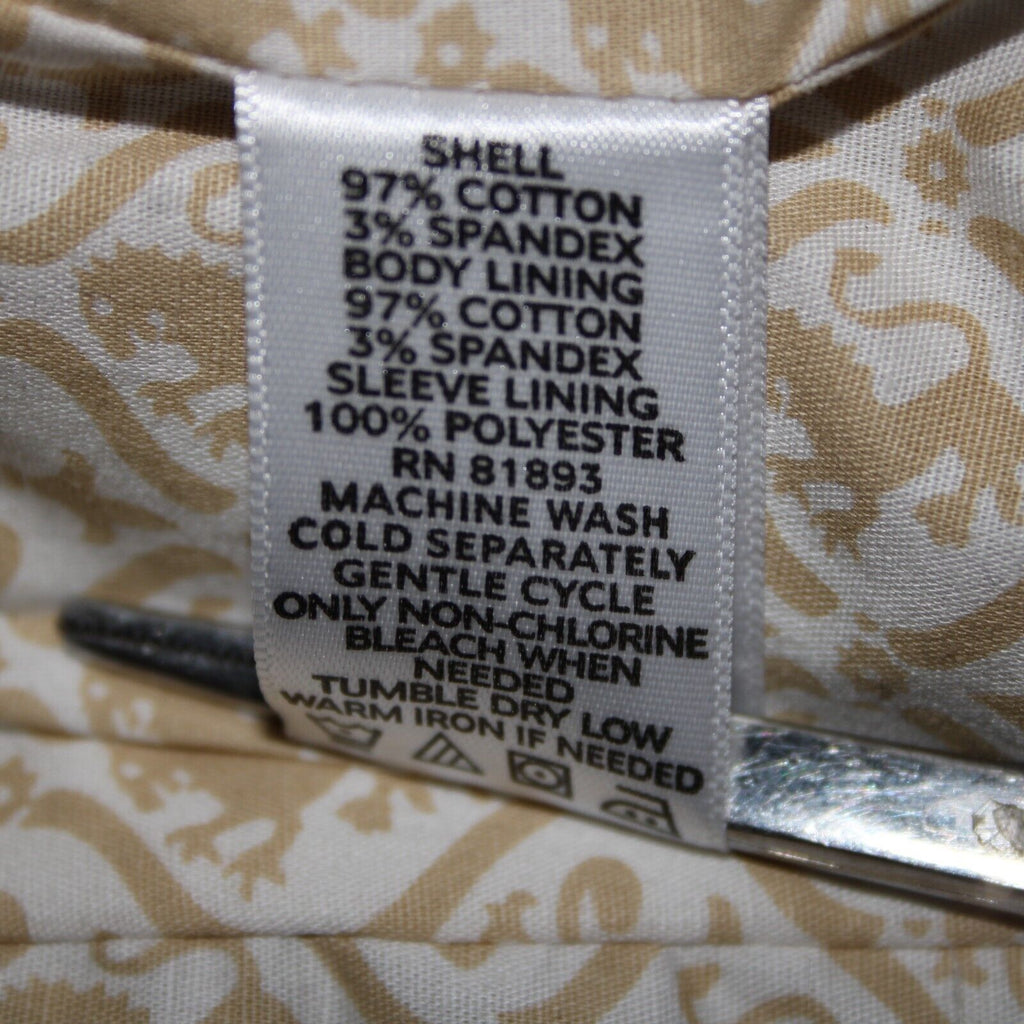 SHELL
97% COTTON
3% SPANDEX
BODY LINING
97% COTTON
3% SPANDEX
SLEEVE LINING
100% POLYESTER
RN 81893
MACHINE WASH
COLD SEPARATELY
GENTLE CYCLE
ONLY NON-CHLORINE
BLEACH WHEN
NEEDED
TUMBLE DRY LOW
WARM IRON IF NEEDED